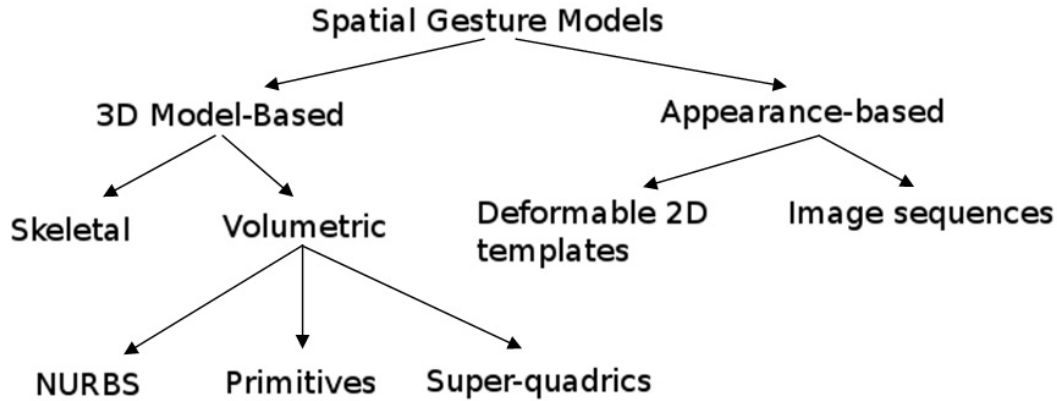 Spatial Gesture Models
3D Model-Based
Appearance-based
Skeletal
Volumetric
Deformable 2D
templates
Image sequences
NURBS
Primitives
Super-quadrics